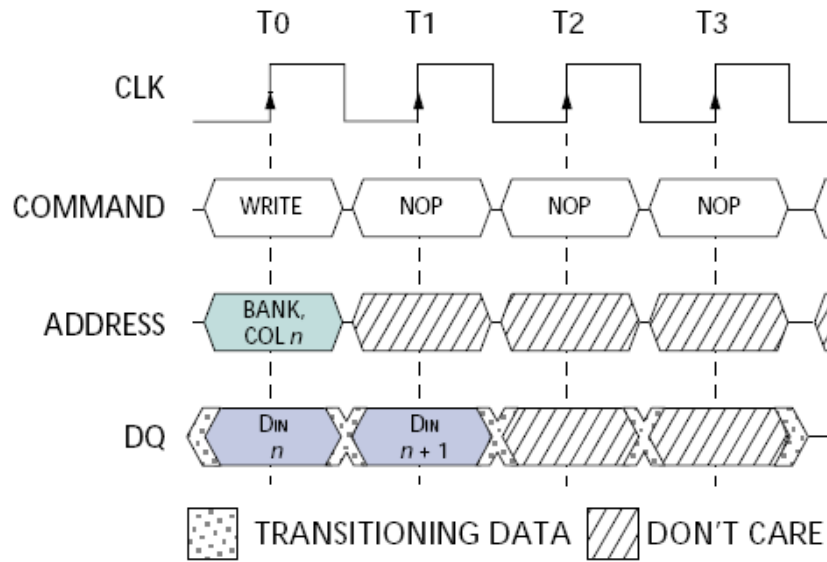 T0 T1 T2 T3
CLK
COMMAND WRITE NOP NOP NOP
ADDRESS BANK,
COL n
DQ DIN
n
DIN
n + 1
TRANSITIONING DATA DON'T CARE